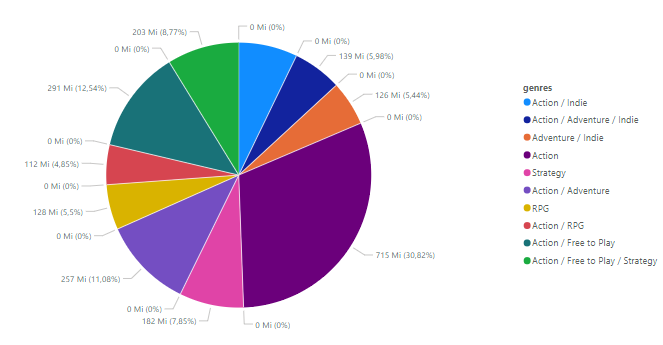 0 Mi (0%)
0 Mi (0%)
139 Mi (5,98%)
0 Mi (0%)
126 Mi (5,44%)
0 Mi (0%)
715 Mi (30,82%)
0 Mi (0%)
182 Mi (7,85%)
0 Mi (0%)
257 Mi (11,08%)
0 Mi (0%)
128 Mi (5,5%)
0 Mi (0%)
112 Mi (4,85%)
0 Mi (0%)
291 Mi (12,54%)
0 Mi (0%)
203 Mi (8,77%)
genres
Action / Indie
Action / Adventure / Indie
Adventure / Indie
Action
Strategy
Action / Adventure
RPG
Action / RPG
Action / Free to Play
Action / Free to Play / Strategy